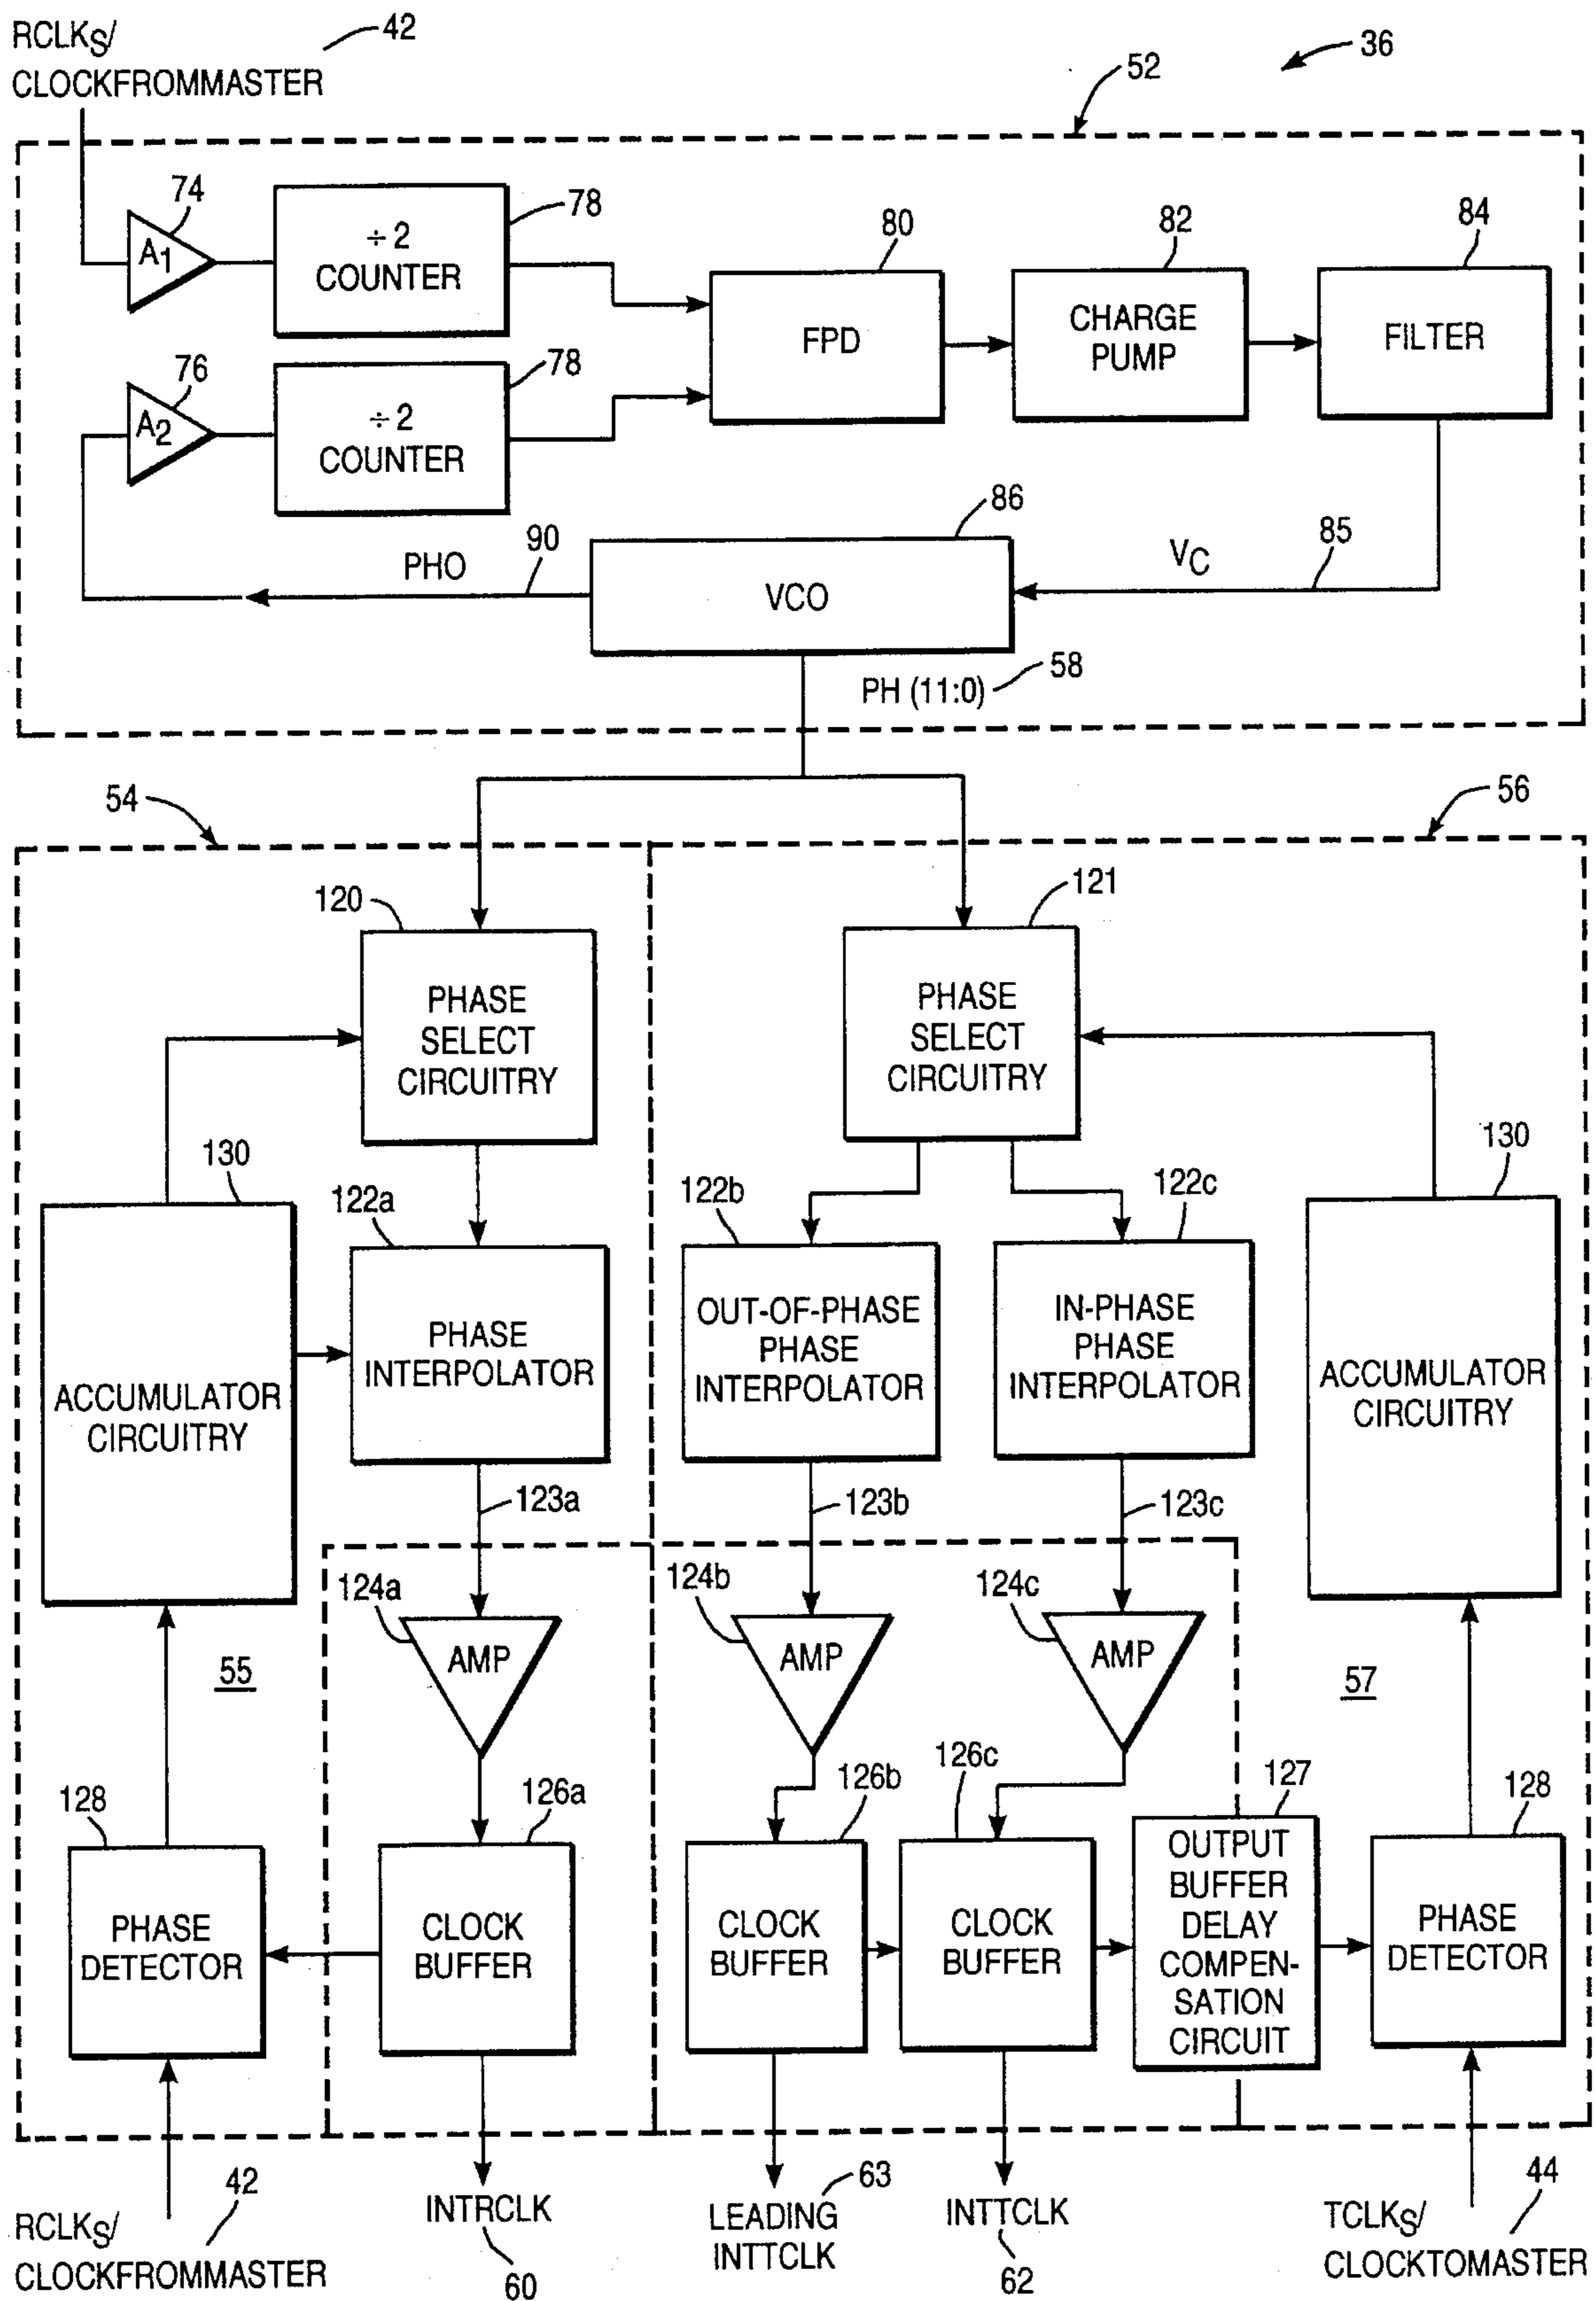 RCLKS/
CLOCKFROMMASTER
42
52
36
74
A1
÷2
COUNTER
78
80
FPD
82
CHARGE
PUMP
84
FILTER
76
A2
÷2
COUNTER
78
PHO
90
86
VCO
VC
85
PH (11:0)
58
54
56
120
PHASE
SELECT
CIRCUITRY
121
PHASE
SELECT
CIRCUITRY
130
122a
122b
122c
130
ACCUMULATOR
CIRCUITRY
PHASE
INTERPOLATOR
OUT-OF-PHASE
PHASE
INTERPOLATOR
IN-PHASE
PHASE
INTERPOLATOR
ACCUMULATOR
CIRCUITRY
123a
123b
123c
124a
AMP
124b
AMP
124c
AMP
55
57
128
126a
126b
126c
127
128
PHASE
DETECTOR
CLOCK
BUFFER
CLOCK
BUFFER
CLOCK
BUFFER
OUTPUT
BUFFER
DELAY
COMPEN-
SATION
CIRCUIT
PHASE
DETECTOR
RCLKS/
CLOCKFROMMASTER
42
INTRCLK
60
LEADING
INTTCLK
63
INTTCLK
62
TCLKS/
CLOCKTOMASTER
44